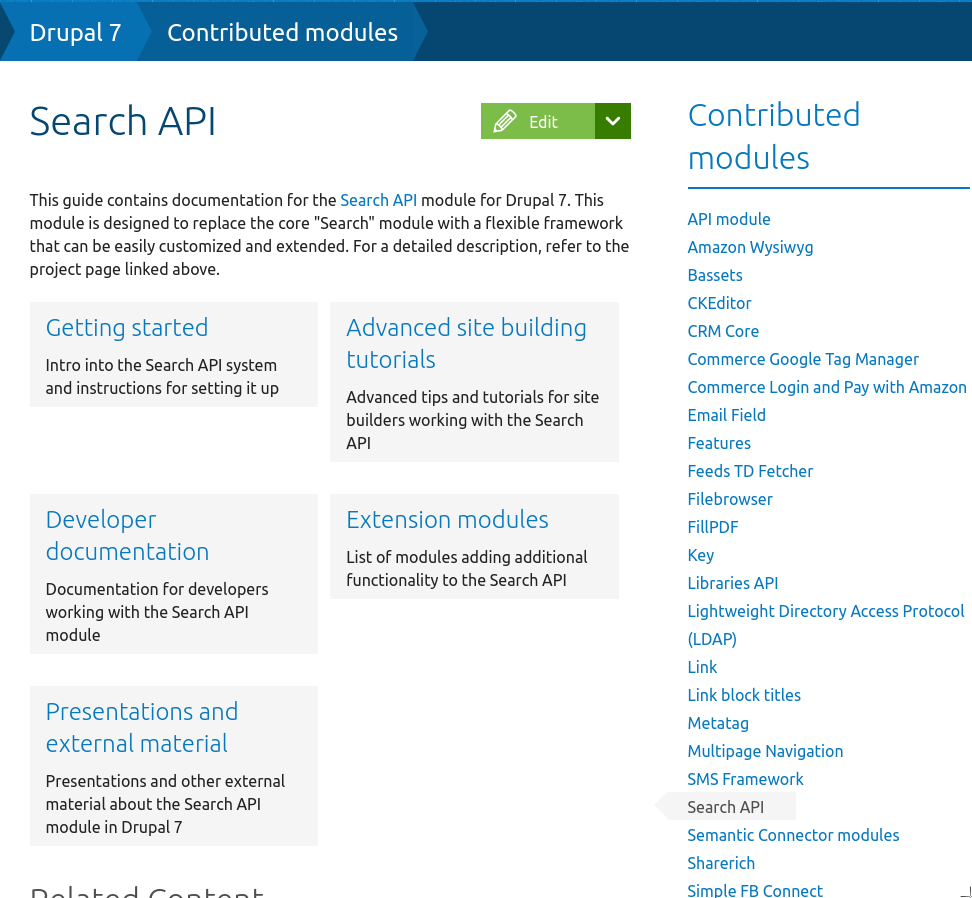 Drupal 7
Contributed modules
Search API
Edit
This guide contains documentation for the Search API module for Drupal 7. This
module is designed to replace the core "Search" module with a flexible framework
that can be easily customized and extended. For a detailed description, refer to the
project page linked above.
Getting started
Intro into the Search API system
and instructions for setting it up
Advanced site building
tutorials
Advanced tips and tutorials for site
builders working with the Search
API
Developer
documentation
Documentation for developers
working with the Search API
module
Extension modules
List of modules adding additional
functionality to the Search API
Presentations and
external material
Presentations and other external
material about the Search API
module in Drupal 7
Related Content
Contributed
modules
API module
Amazon Wysiwyg
Bassets
CKEditor
CRM Core
Commerce Google Tag Manager
Commerce Login and Pay with Amazon
Email Field
Features
Feeds TD Fetcher
Filebrowser
FillPDF
Key
Libraries API
Lightweight Directory Access Protocol
(LDAP)
Link
Link block titles
Metatag
Multipage Navigation
SMS Framework
Search API
Semantic Connector modules
Sharerich
Simple FB Connect